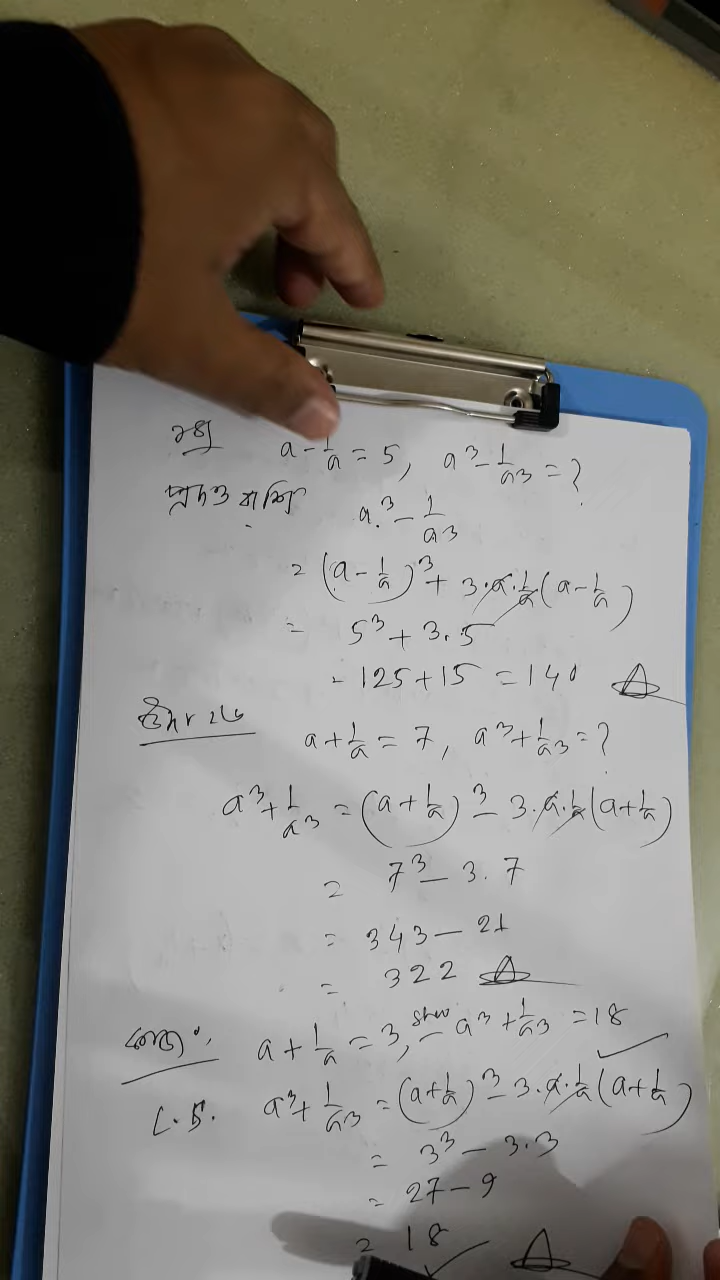 a - 1/a = 5, a³ - 1/a³ = ?
প্রদত্ত রাশি a³ - 1/a³
= (a - 1/a)³ + 3·a·1/a(a - 1/a)
= 5³ + 3.5
= 125 + 15 = 140
a + 1/a = 7, a³ + 1/a³ = ?
a³ + 1/a³ = (a + 1/a)³ - 3·a·1/a(a + 1/a)
= 7³ - 3.7
= 343 - 21
= 322
a + 1/a = 3, show a³ + 1/a³ = 18
a³ + 1/a³ = (a + 1/a)³ - 3·a·1/a(a + 1/a)
= 3³ - 3.3
= 27 - 9
= 18